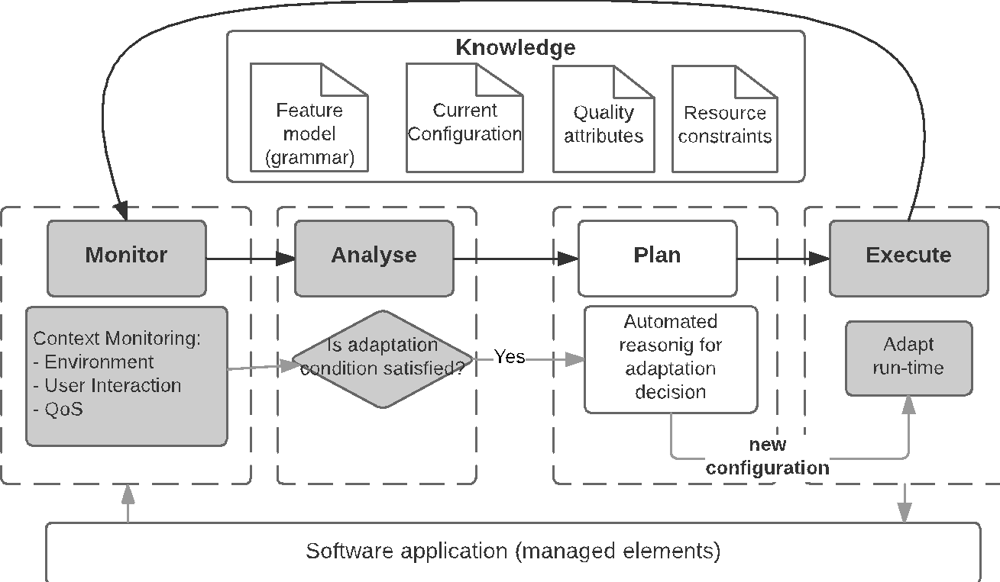 Knowledge
Feature
model
(grammar)
Current
Configuration
Quality
attributes
Resource
constraints
Monitor
Analyse
Plan
Execute
Context Monitoring:
- Environment
- User Interaction
- QoS
Is adaptation
condition satisfied?
Yes
Automated
reasonig for
adaptation
decision
Adapt
run-time
new
configuration
Software application (managed elements)